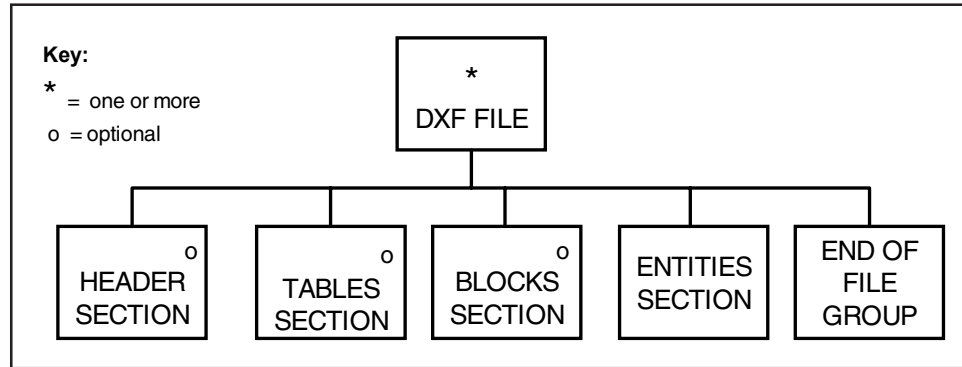 Key:
* = one or more
o = optional
*
DXF FILE
o
HEADER
SECTION
o
TABLES
SECTION
o
BLOCKS
SECTION
ENTITIES
SECTION
END OF
FILE
GROUP